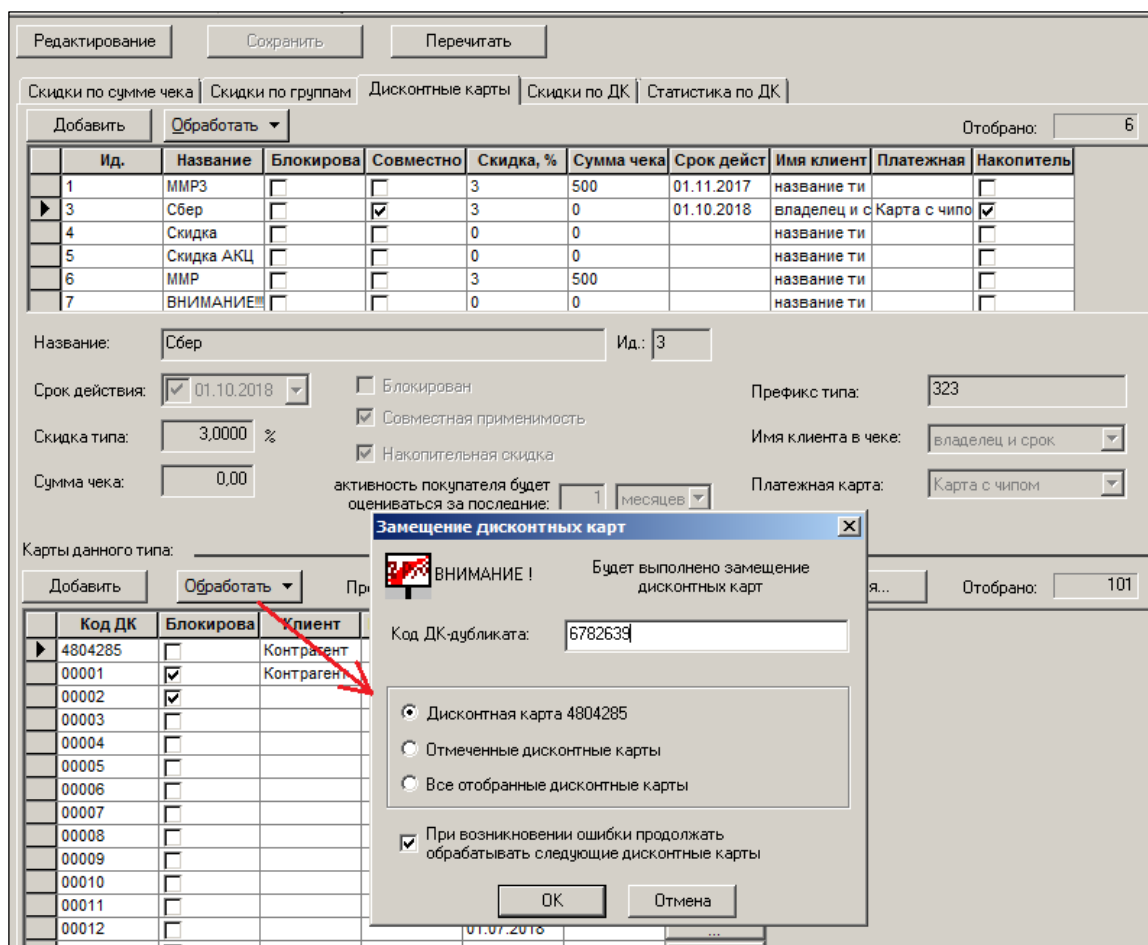 Редактирование Сохранить Перечитать
Скидки по сумме чека Скидки по группам Дисконтные карты Скидки по ДК Статистика по ДК
Добавить Обработать Отобрано: 6
Ид. Название Блокирова Совместно Скидка, % Сумма чека Срок дейст Имя клиент Платежная Накопитель
1 ММР3 3 500 01.11.2017 название ти
3 Сбер 3 0 01.10.2018 владелец и с Карта с чипо
4 Скидка 0 0 название ти
5 Скидка АКЦ 0 0 название ти
6 ММР 3 500 название ти
7 ВНИМАНИЕ!!! 0 0 название ти
Название: Сбер Ид.: 3
Срок действия: 01.10.2018 Блокирован Префикс типа: 323
Совместная применимость
Скидка типа: 3,0000 % Имя клиента в чеке: владелец и срок
Накопительная скидка
Сумма чека: 0,00 активность покупателя будет оцениваться за последние: 1 месяцев Платежная карта: Карта с чипом
Замещение дисконтных карт
ВНИМАНИЕ ! Будет выполнено замещение
дисконтных карт
Код ДК-дубликата: 6782639
Дисконтная карта 4804285
Отмеченные дисконтные карты
Все отобранные дисконтные карты
При возникновении ошибки продолжать
обрабатывать следующие дисконтные карты
OK Отмена
Карты данного типа:
Добавить Обработать Пр я... Отобрано: 101
Код ДК Блокирова Клиент
4804285 Контрагент
00001 Контрагент
00002
00003
00004
00005
00006
00007
00008
00009
00010
00011
00012 01.07.2018 ...